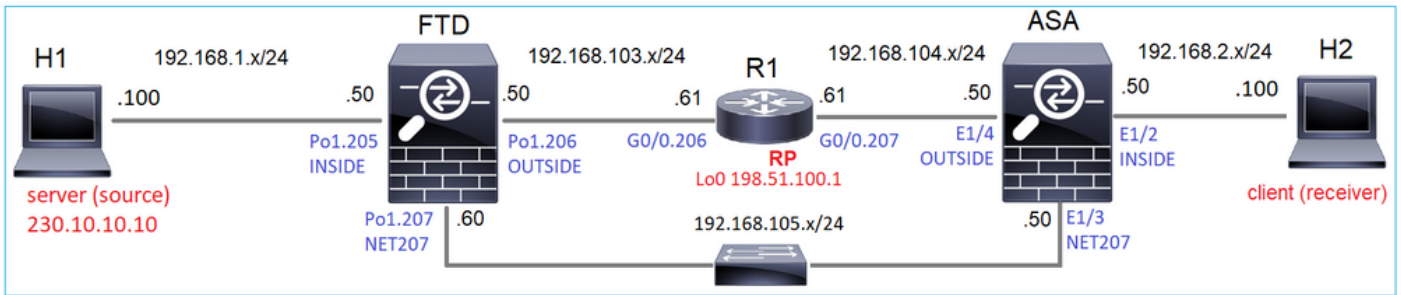 FTD
ASA
H1
192.168.1.x/24
192.168.103.x/24
R1
192.168.104.x/24
192.168.2.x/24
H2
.100
.50
.50
.61
.61
.50
.50
.100
Po1.205
INSIDE
Po1.206
OUTSIDE
G0/0.206
RP
G0/0.207
E1/4
OUTSIDE
E1/2
INSIDE
Lo0 198.51.100.1
server (source)
230.10.10.10
client (receiver)
Po1.207
NET207
.60
192.168.105.x/24
.50
E1/3
NET207